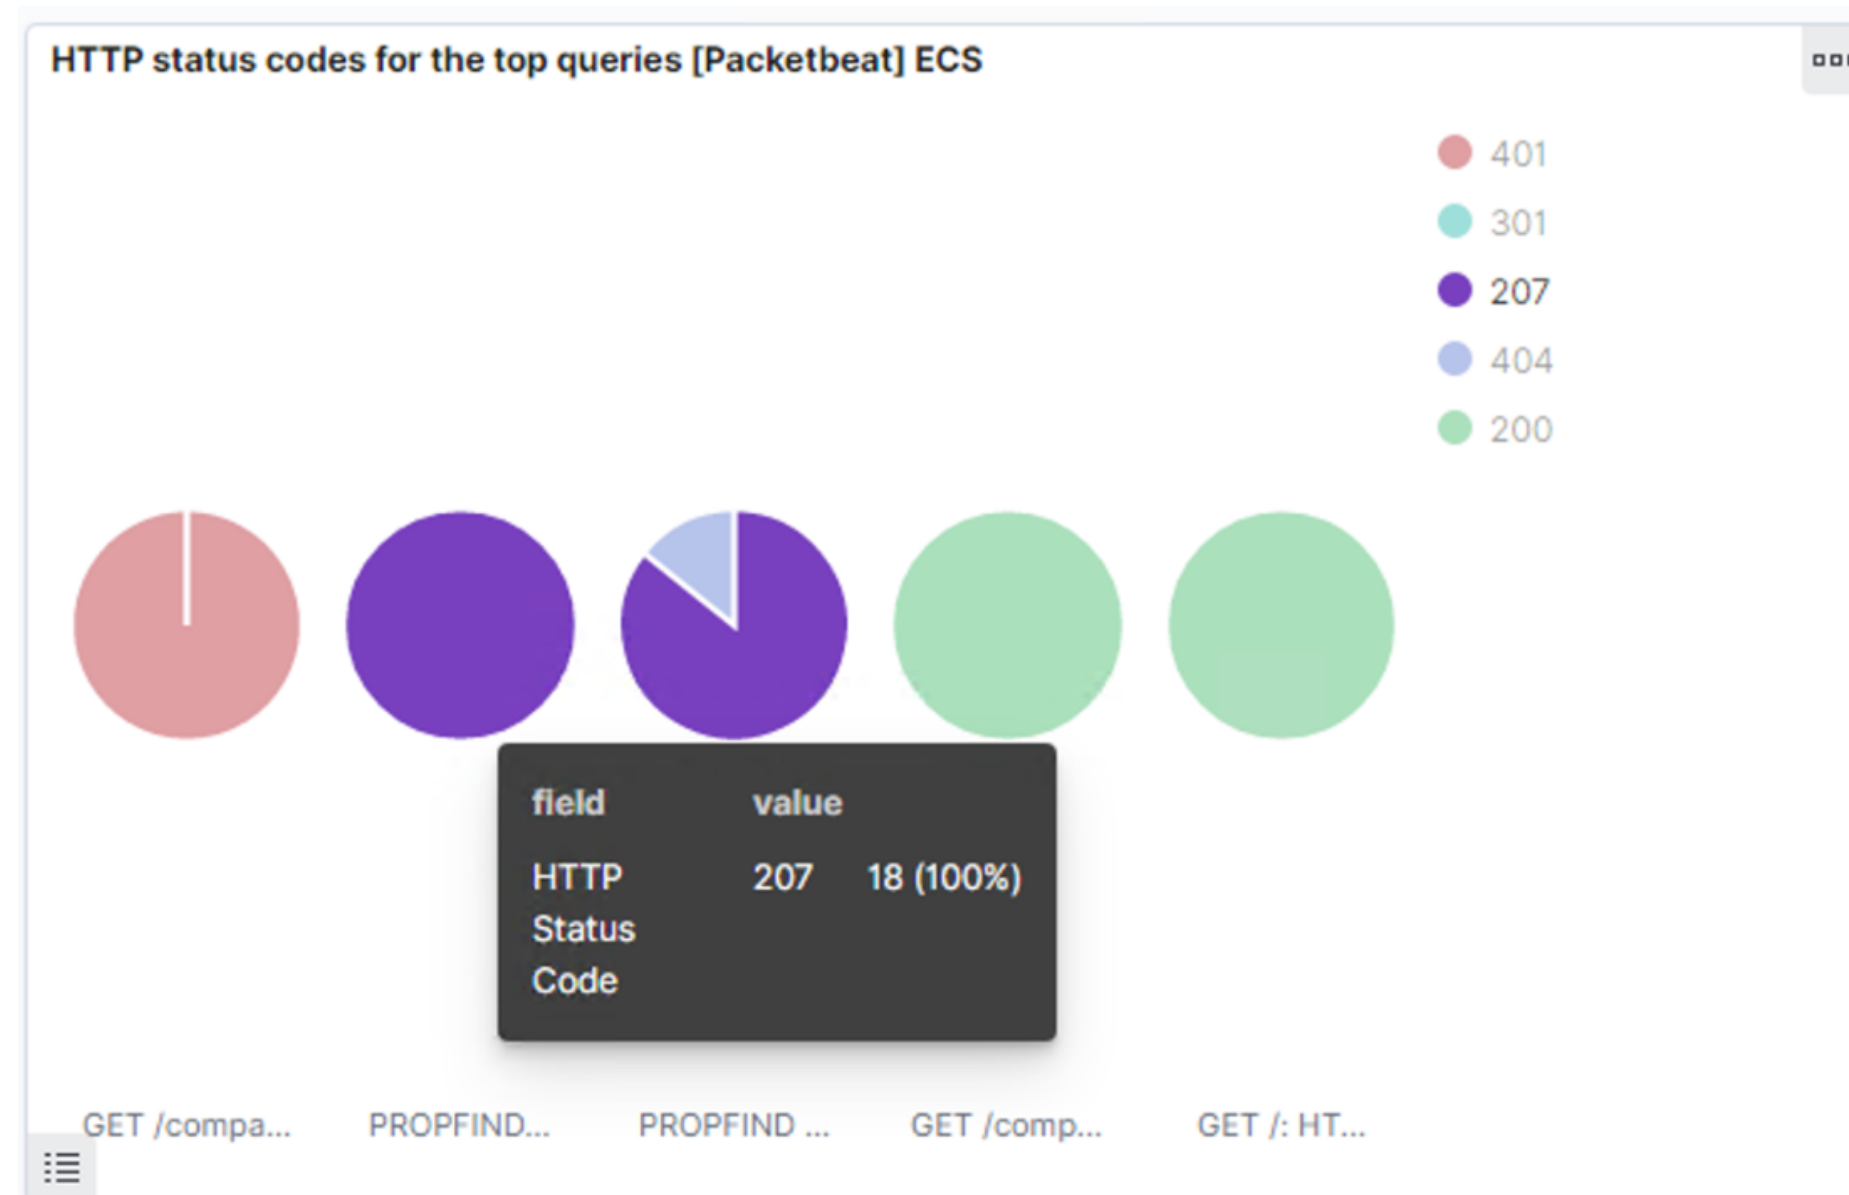 HTTP status codes for the top queries [Packetbeat] ECS
401
301
207
404
200
field value
HTTP 207 18 (100%)
Status
Code
GET /compa... PROPFIND... PROPFIND ... GET /comp... GET /: HT...